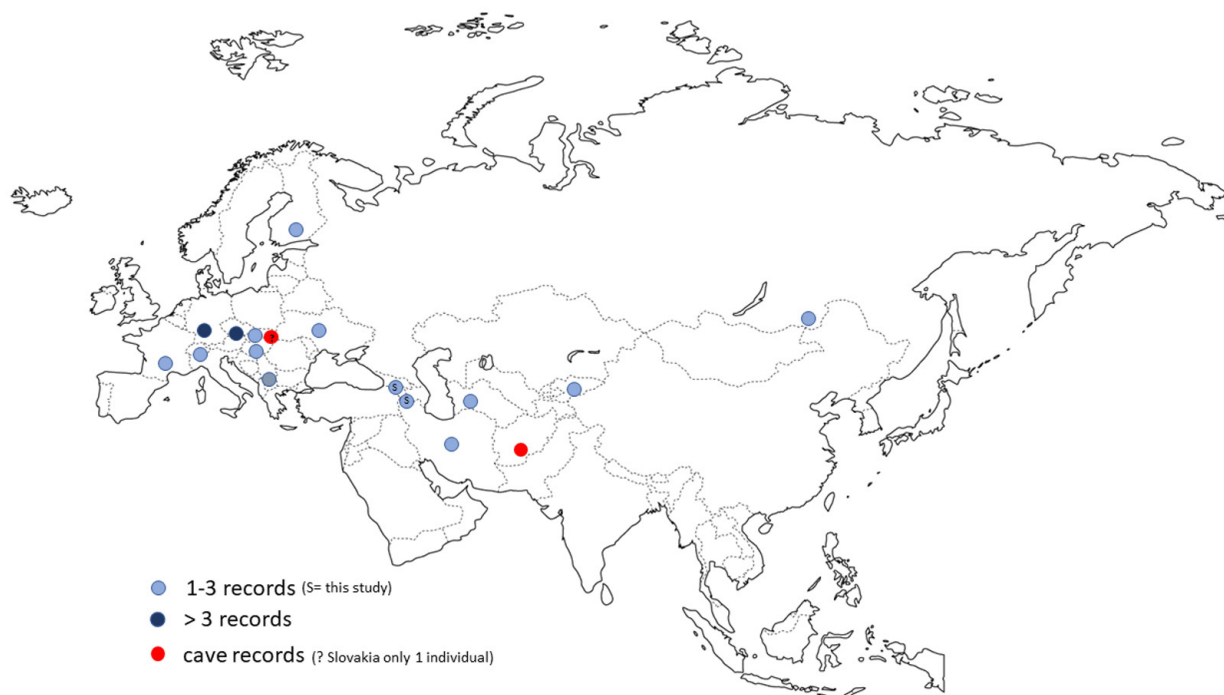 ?
S
S
1-3 records (S= this study)
> 3 records
cave records (? Slovakia only 1 individual)